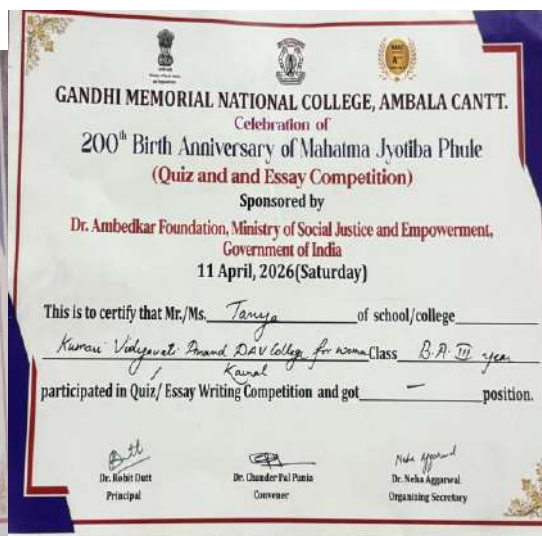 GANDHI MEMORIAL NATIONAL COLLEGE, AMBALA CANTT.
Celebration of
200th Birth Anniversary of Mahatma Jyotiba Phule
(Quiz and and Essay Competition)
Sponsored by
Dr. Ambedkar Foundation, Ministry of Social Justice and Empowerment,
Government of India
11 April, 2026(Saturday)
This is to certify that Mr./Ms. Tanya of school/college
Kumari Vidyavati Anand DAV College for women Class B.A. III year
Karnal
participated in Quiz/ Essay Writing Competition and got — position.
Dutt
Neha Aggarwal
Dr. Rohit Dutt
Dr. Chander Pal Punia
Dr. Neha Aggarwal
Principal
Convener
Organizing Secretary